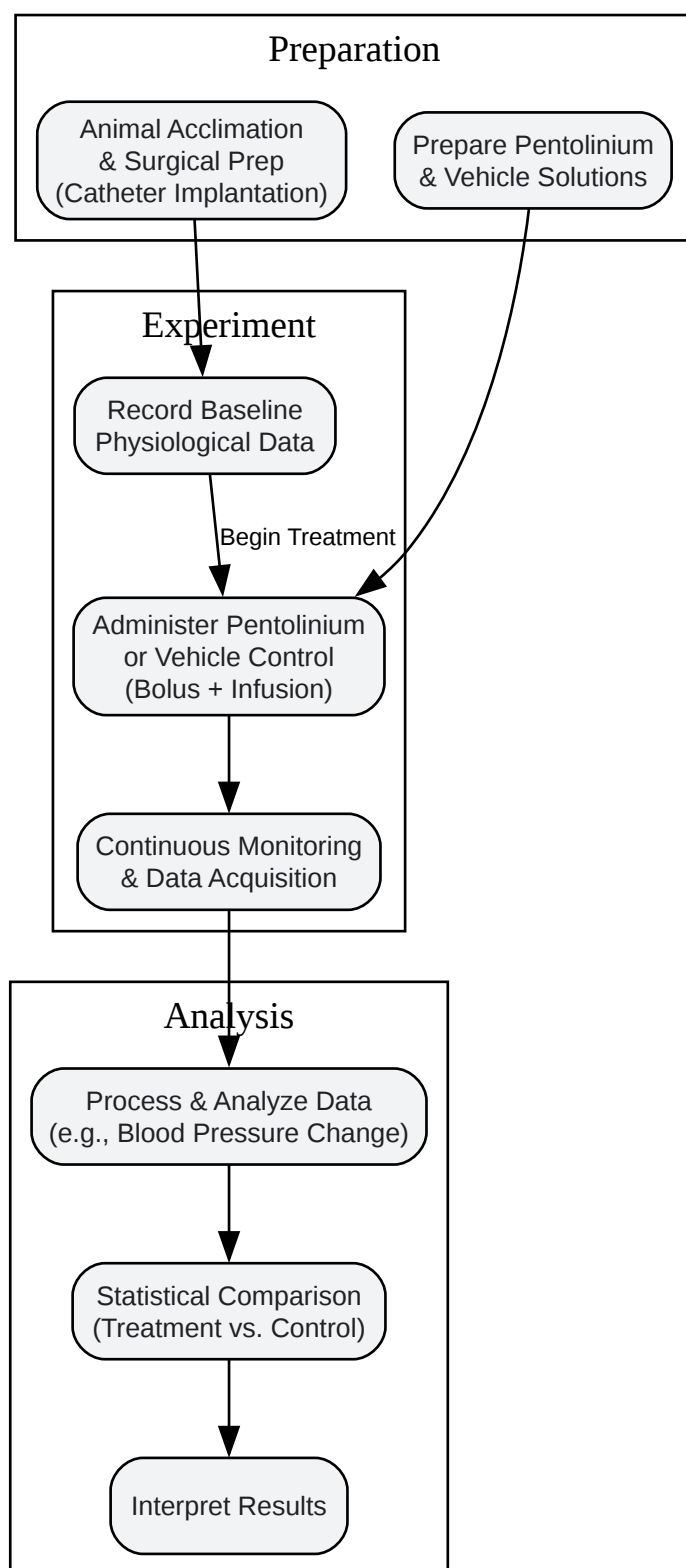 Preparation
Animal Acclimation
& Surgical Prep
(Catheter Implantation)
Prepare Pentolinium
& Vehicle Solutions
Experiment
Record Baseline
Physiological Data
Begin Treatment
Administer Pentolinium
or Vehicle Control
(Bolus + Infusion)
Continuous Monitoring
& Data Acquisition
Analysis
Process & Analyze Data
(e.g., Blood Pressure Change)
Statistical Comparison
(Treatment vs. Control)
Interpret Results